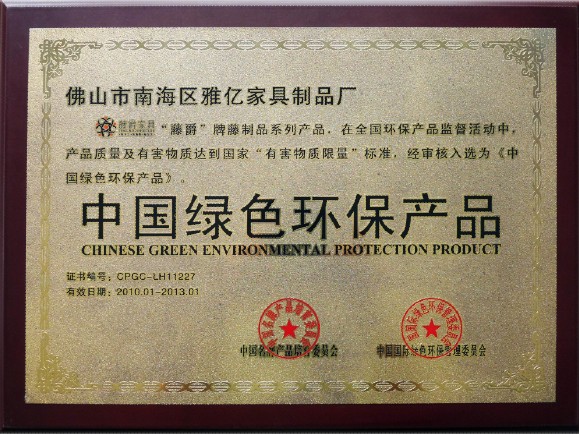 佛山市南海区雅亿家具制品厂
藤爵家具 “藤爵”牌藤制品系列产品，在全国环保产品监督活动中，
产品质量及有害物质达到国家“有害物质限量”标准，经审核入选为《中
国绿色环保产品》。
中国绿色环保产品
CHINESE GREEN ENVIRONMENTAL PROTECTION PRODUCT
证书编号：CPGC-LH11227
有效日期：2010.01-2013.01
中国名 产品 委员会
中国国际绿色环保管理委员会